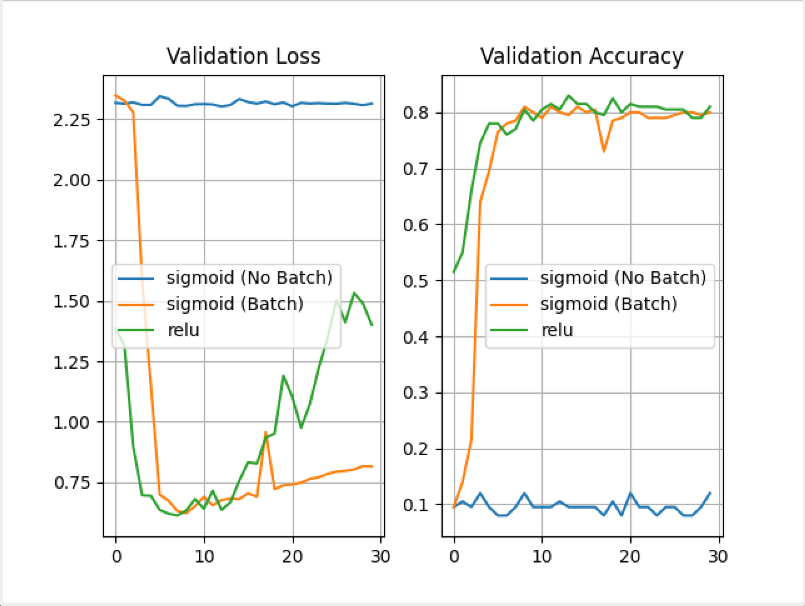 Validation Loss
2.25
2.00
1.75
1.50
1.25
1.00
0.75
0
10
20
30
sigmoid (No Batch)
sigmoid (Batch)
relu
Validation Accuracy
0.8
0.7
0.6
0.5
0.4
0.3
0.2
0.1
0
10
20
30
sigmoid (No Batch)
sigmoid (Batch)
relu